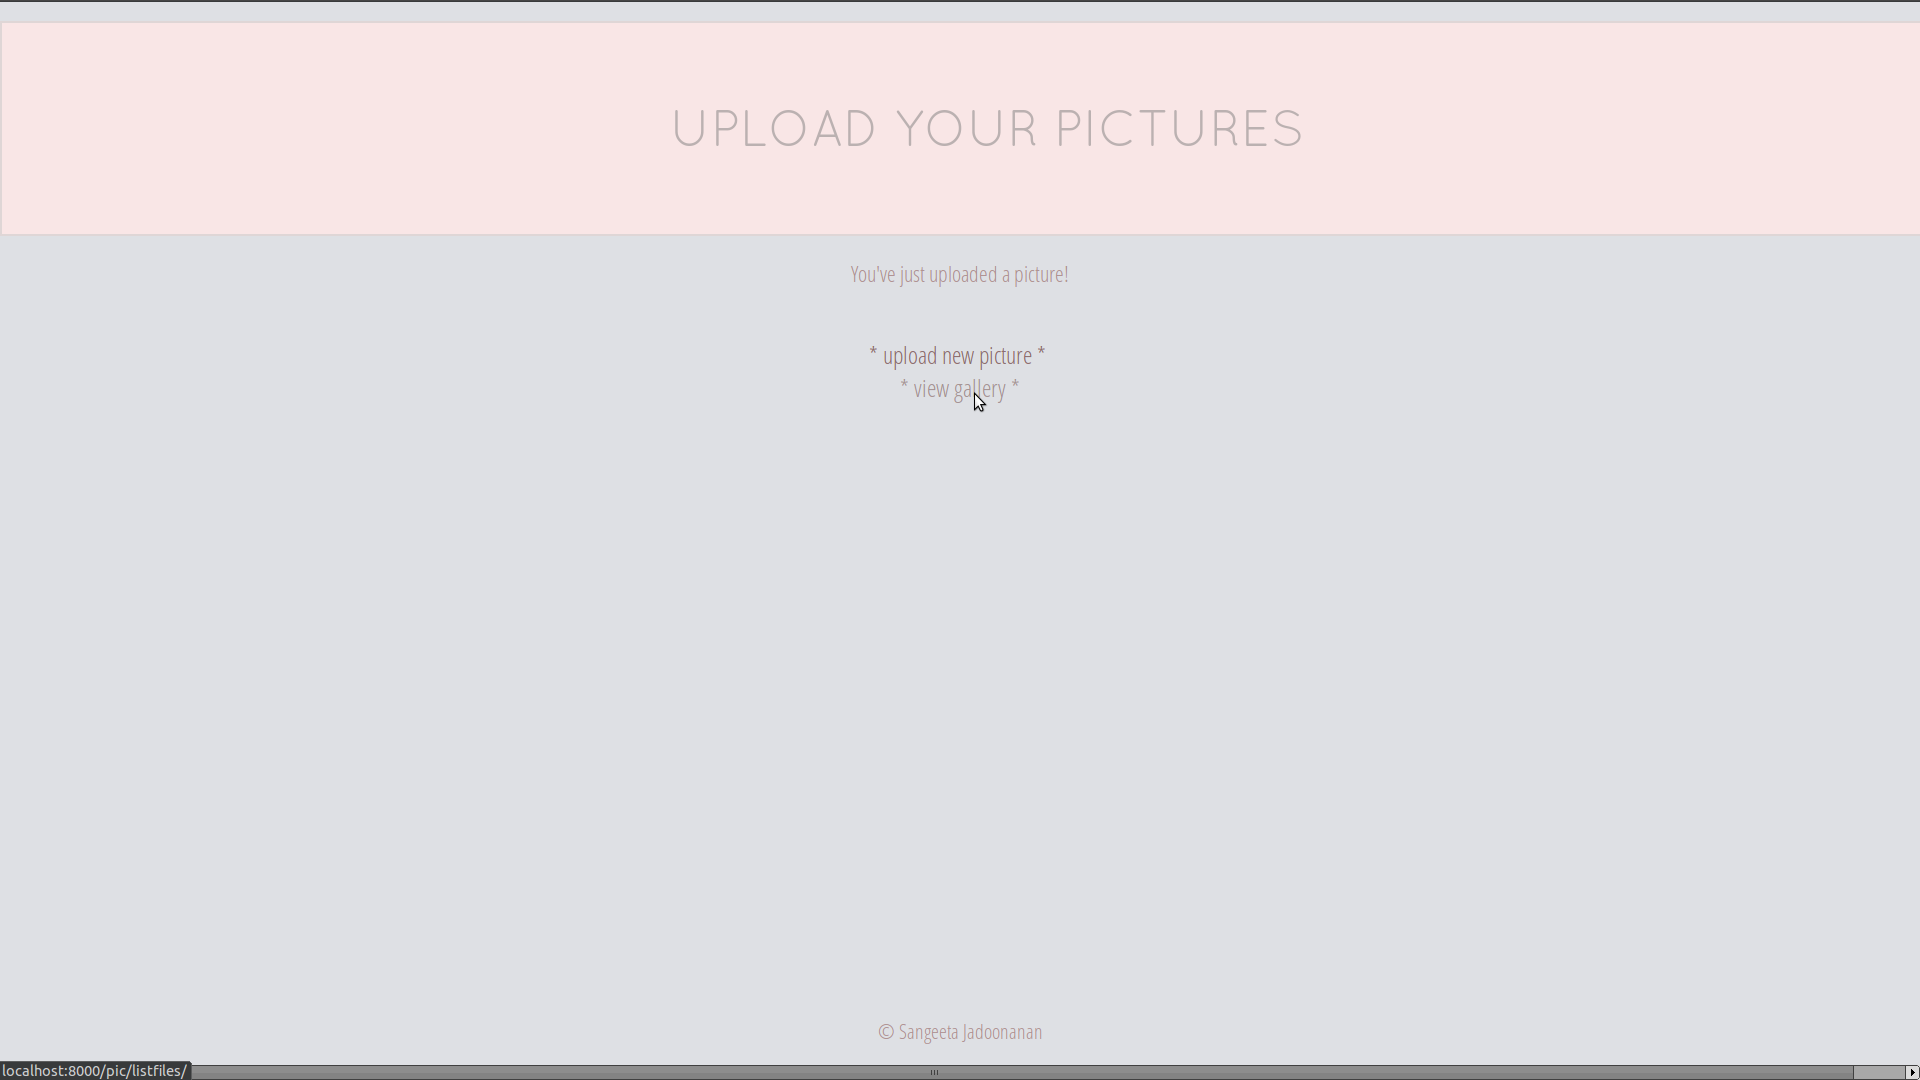 UPLOAD YOUR PICTURES
You've just uploaded a picture!
* upload new picture *
* view gallery *
© Sangeeta Jadoonanan
localhost:8000/pic/listfiles/